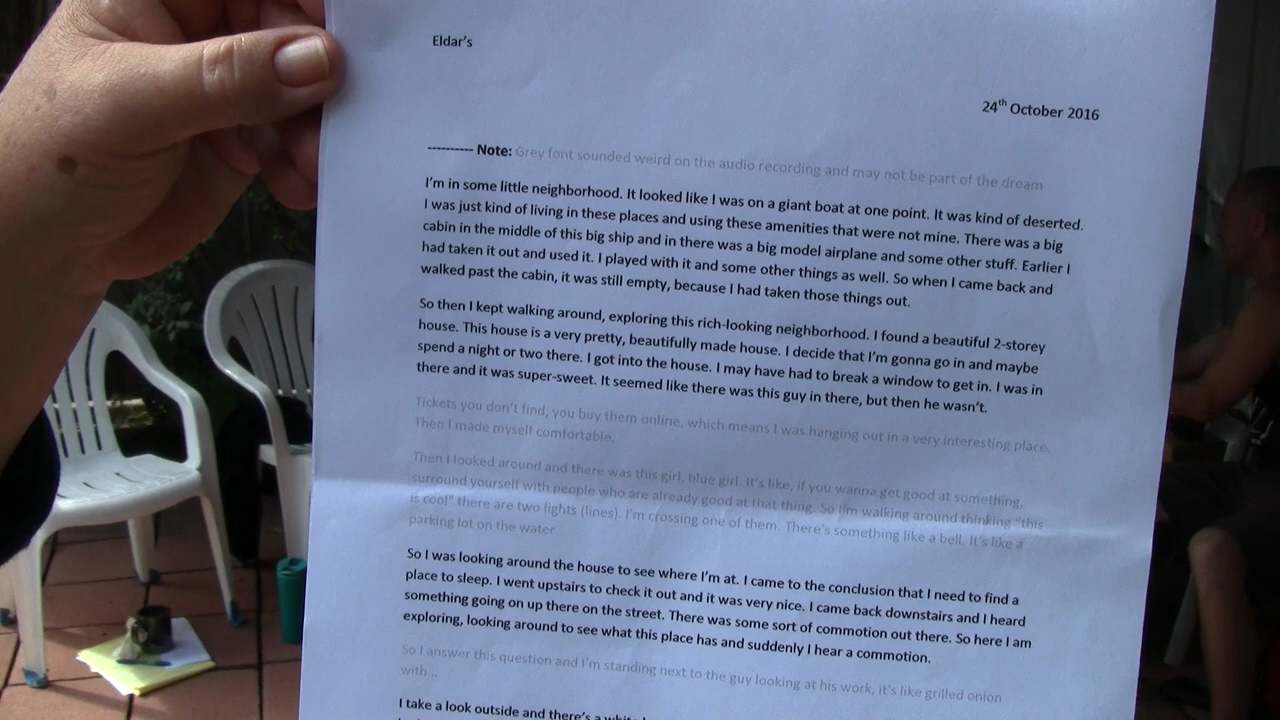 Eldar's
24th October 2016
---------- Note: Grey font sounded weird on the audio recording and may not be part of the dream
I'm in some little neighborhood. It looked like I was on a giant boat at one point. It was kind of deserted.
I was just kind of living in these places and using these amenities that were not mine. There was a big
cabin in the middle of this big ship and in there was a big model airplane and some other stuff. Earlier I
had taken it out and used it. I played with it and some other things as well. So when I came back and
walked past the cabin, it was still empty, because I had taken those things out.
So then I kept walking around, exploring this rich-looking neighborhood. I found a beautiful 2-storey
house. This house is a very pretty, beautifully made house. I decide that I'm gonna go in and maybe
spend a night or two there. I got into the house. I may have had to break a window to get in. I was in
there and it was super-sweet. It seemed like there was this guy in there, but then he wasn't.
Tickets you don't find, you buy them online, which means I was hanging out in a very interesting place.
Then I made myself comfortable.
Then I looked around and there was this girl, blue girl. It's like, if you wanna get good at something,
surround yourself with people who are already good at that thing. So I'm walking around thinking "this
is cool" there are two lights (lines). I'm crossing one of them. There's something like a bell. It's like a
parking lot on the water
So I was looking around the house to see where I'm at. I came to the conclusion that I need to find a
place to sleep. I went upstairs to check it out and it was very nice. I came back downstairs and I heard
something going on up there on the street. There was some sort of commotion out there. So here I am
exploring, looking around to see what this place has and suddenly I hear a commotion.
So I answer this question and I'm standing next to the guy looking at his work, it's like grilled onion
with...
I take a look outside and there's a